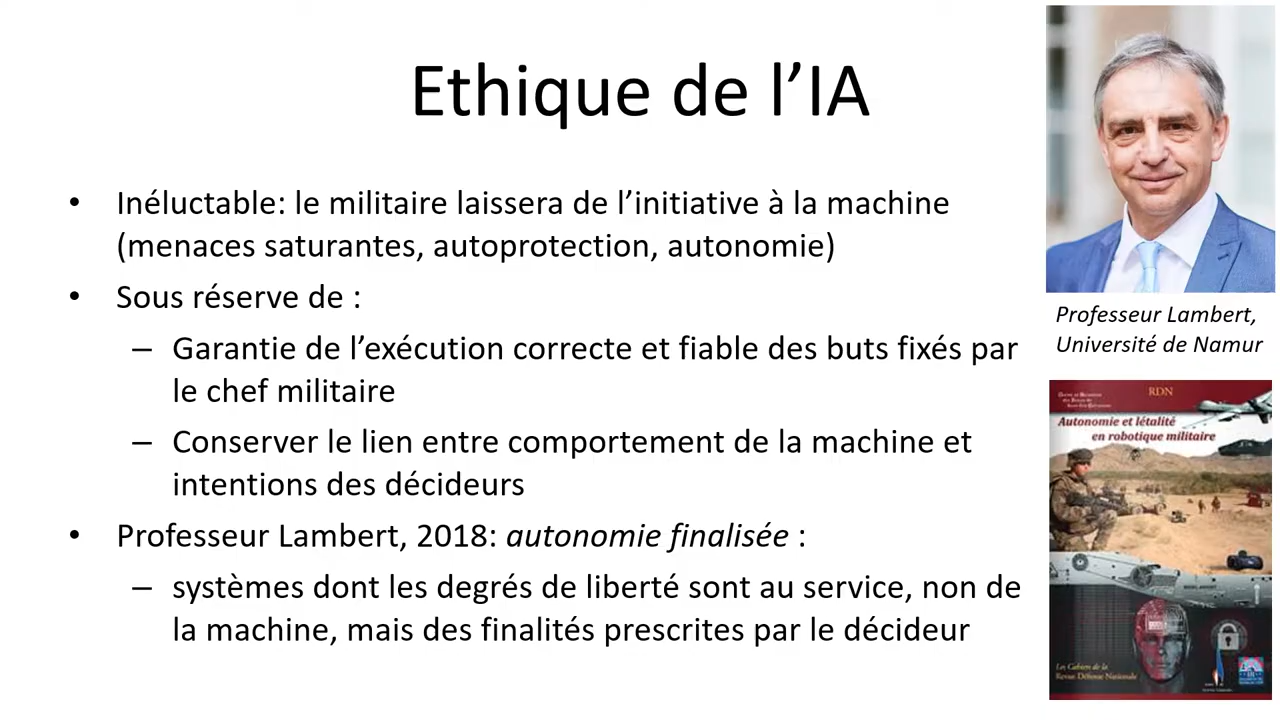 Ethique de l’IA
• Inéluctable: le militaire laissera de l’initiative à la machine
(menaces saturantes, autoprotection, autonomie)
• Sous réserve de :
– Garantie de l’exécution correcte et fiable des buts fixés par
le chef militaire
– Conserver le lien entre comportement de la machine et
intentions des décideurs
• Professeur Lambert, 2018: autonomie finalisée :
– systèmes dont les degrés de liberté sont au service, non de
la machine, mais des finalités prescrites par le décideur
Professeur Lambert,
Université de Namur
RDN
Autonomie et létalité
en robotique militaire
Les Cahiers de la
Revue Défense Nationale